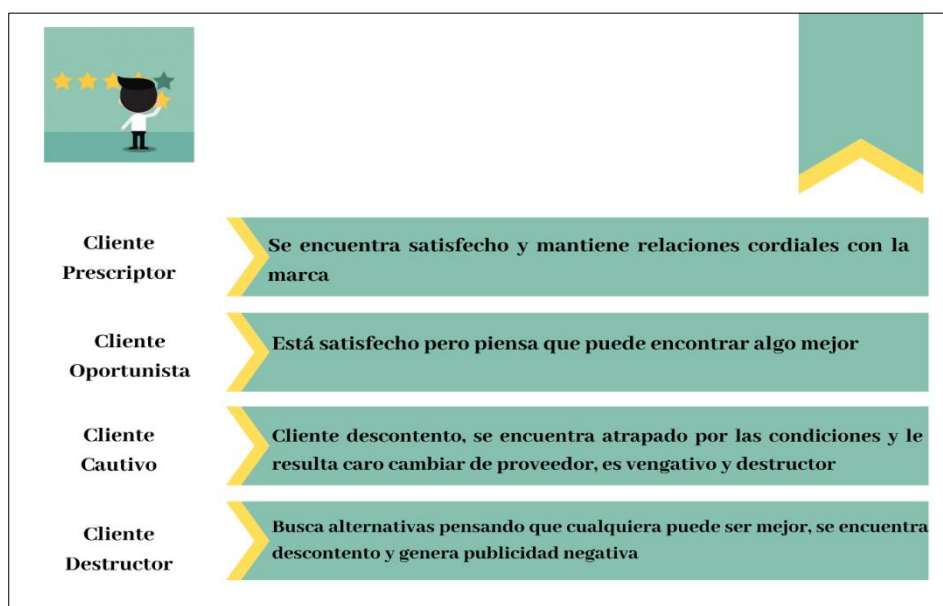 Cliente
Prescriptor
Se encuentra satisfecho y mantiene relaciones cordiales con la
marca
Cliente
Oportunista
Está satisfecho pero piensa que puede encontrar algo mejor
Cliente
Cautivo
Cliente descontento, se encuentra atrapado por las condiciones y le
resulta caro cambiar de proveedor, es vengativo y destructor
Cliente
Destructor
Busca alternativas pensando que cualquiera puede ser mejor, se encuentra
descontento y genera publicidad negativa